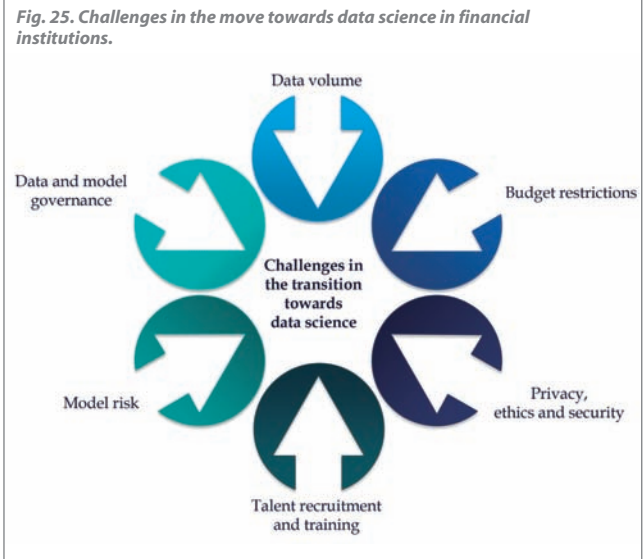 Fig. 25. Challenges in the move towards data science in financial
institutions.
Data volume
Data and model
governance
Budget restrictions
Challenges in
the transition
towards
data science
Model risk
Privacy,
ethics and security
Talent recruitment
and training